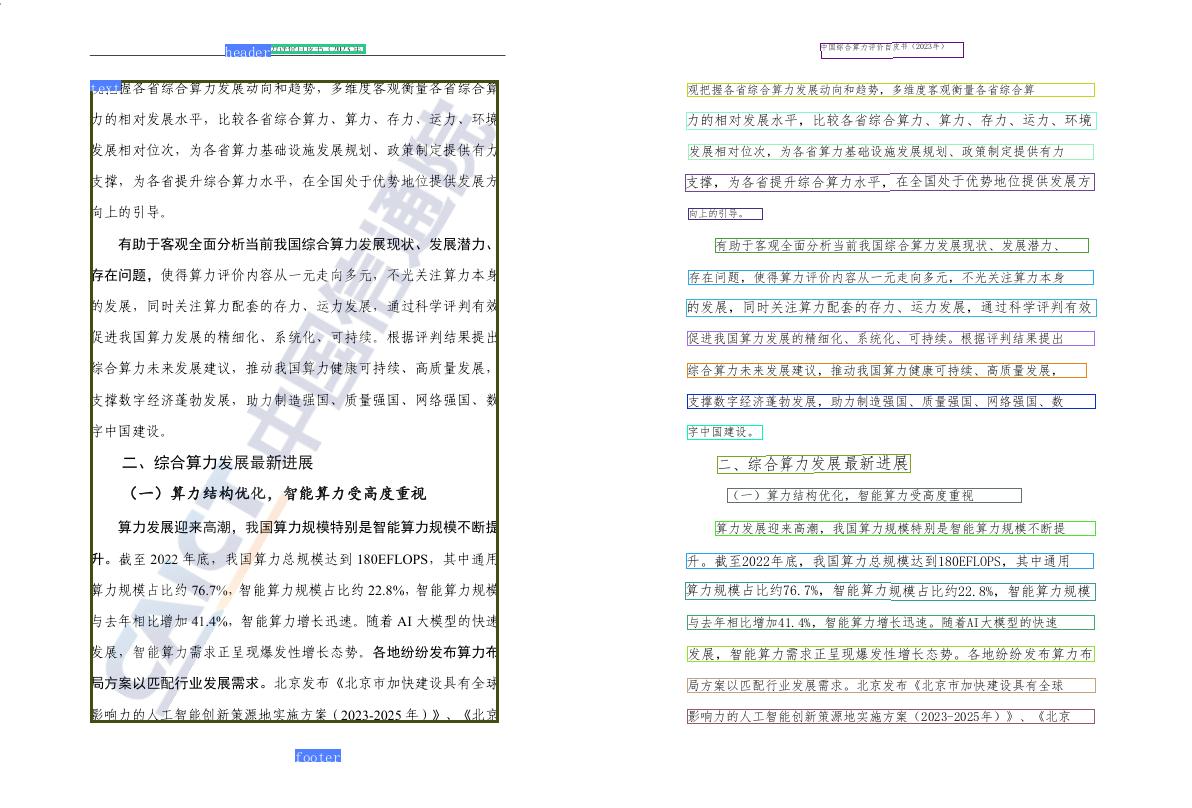 header
text
█把握各省综合算力发展动向和趋势，多维度客观衡量各省综合算
力的相对发展水平，比较各省综合算力、算力、存力、运力、环境
发展相对位次，为各省算力基础设施发展规划、政策制定提供有力
支撑，为各省提升综合算力水平，在全国处于优势地位提供发展方
向上的引导。
有助于客观全面分析当前我国综合算力发展现状、发展潜力、
存在问题，使得算力评价内容从一元走向多元，不光关注算力本身
的发展，同时关注算力配套的存力、运力发展，通过科学评判有效
促进我国算力发展的精细化、系统化、可持续。根据评判结果提出
综合算力未来发展建议，推动我国算力健康可持续、高质量发展，
支撑数字经济蓬勃发展，助力制造强国、质量强国、网络强国、数
字中国建设。
二、综合算力发展最新进展
（一）算力结构优化，智能算力受高度重视
算力发展迎来高潮，我国算力规模特别是智能算力规模不断提
升。截至 2022 年底，我国算力总规模达到 180EFLOPS，其中通用
算力规模占比约 76.7%，智能算力规模占比约 22.8%，智能算力规模
与去年相比增加 41.4%，智能算力增长迅速。随着 AI 大模型的快速
发展，智能算力需求正呈现爆发性增长态势。各地纷纷发布算力布
局方案以匹配行业发展需求。北京发布《北京市加快建设具有全球
影响力的人工智能创新策源地实施方案（2023-2025 年）》、《北京
CAICT 中国信通院
footer
中国综合算力评价白皮书（2023年）
观把握各省综合算力发展动向和趋势，多维度客观衡量各省综合算
力的相对发展水平，比较各省综合算力、算力、存力、运力、环境
发展相对位次，为各省算力基础设施发展规划、政策制定提供有力
支撑，为各省提升综合算力水平，在全国处于优势地位提供发展方
向上的引导。
有助于客观全面分析当前我国综合算力发展现状、发展潜力、
存在问题，使得算力评价内容从一元走向多元，不光关注算力本身
的发展，同时关注算力配套的存力、运力发展，通过科学评判有效
促进我国算力发展的精细化、系统化、可持续。根据评判结果提出
综合算力未来发展建议，推动我国算力健康可持续、高质量发展，
支撑数字经济蓬勃发展，助力制造强国、质量强国、网络强国、数
字中国建设。
二、综合算力发展最新进展
（一）算力结构优化，智能算力受高度重视
算力发展迎来高潮，我国算力规模特别是智能算力规模不断提
升。截至2022年底，我国算力总规模达到180EFLOPS，其中通用
算力规模占比约76.7%，智能算力规模占比约22.8%，智能算力规模
与去年相比增加41.4%，智能算力增长迅速。随着AI大模型的快速
发展，智能算力需求正呈现爆发性增长态势。各地纷纷发布算力布
局方案以匹配行业发展需求。北京发布《北京市加快建设具有全球
影响力的人工智能创新策源地实施方案（2023-2025年）》、《北京